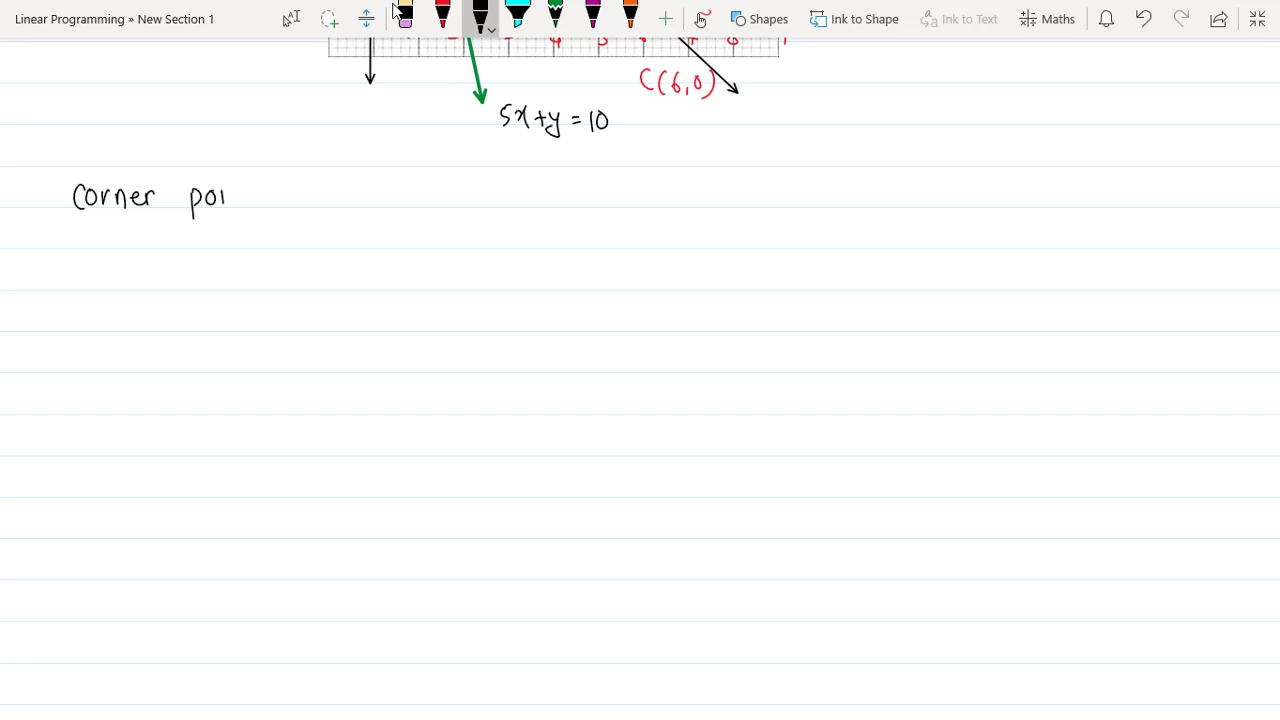 Linear Programming » New Section 1
Shapes
Ink to Shape
Ink to Text
Maths
C(6,0)
5x+y=10
Corner poi